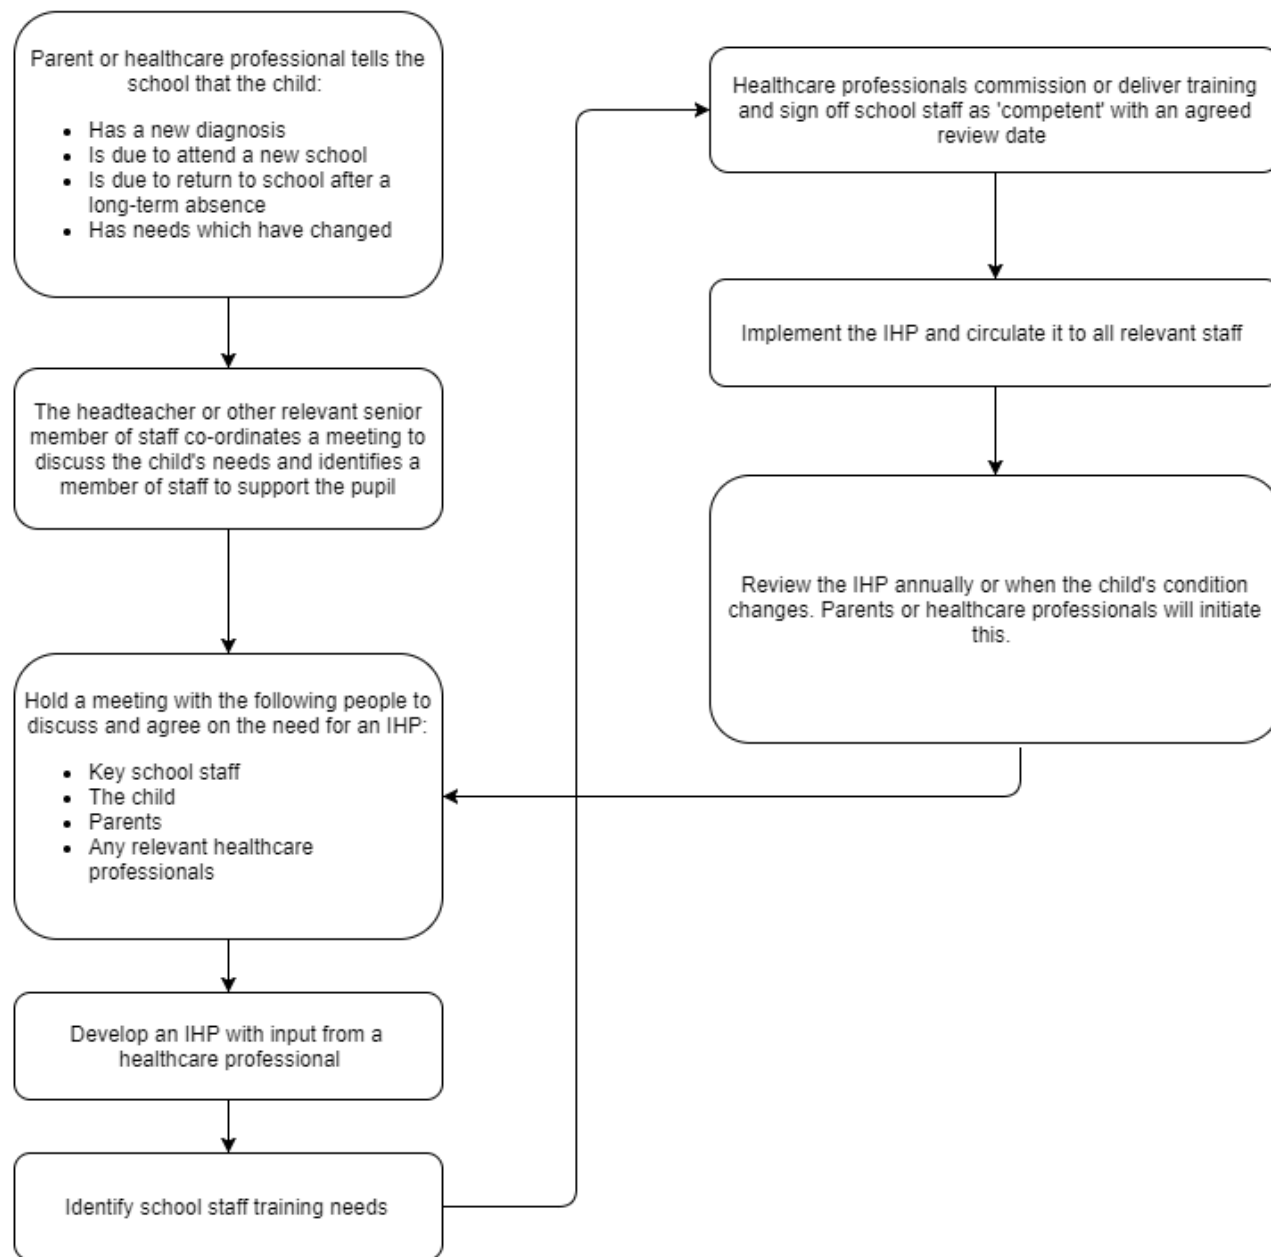 Parent or healthcare professional tells the
school that the child:
• Has a new diagnosis
• Is due to attend a new school
• Is due to return to school after a
long-term absence
• Has needs which have changed
The headteacher or other relevant senior
member of staff co-ordinates a meeting to
discuss the child's needs and identifies a
member of staff to support the pupil
Hold a meeting with the following people to
discuss and agree on the need for an IHP:
• Key school staff
• The child
• Parents
• Any relevant healthcare
professionals
Develop an IHP with input from a
healthcare professional
Identify school staff training needs
Healthcare professionals commission or deliver training
and sign off school staff as 'competent' with an agreed
review date
Implement the IHP and circulate it to all relevant staff
Review the IHP annually or when the child's condition
changes. Parents or healthcare professionals will initiate
this.